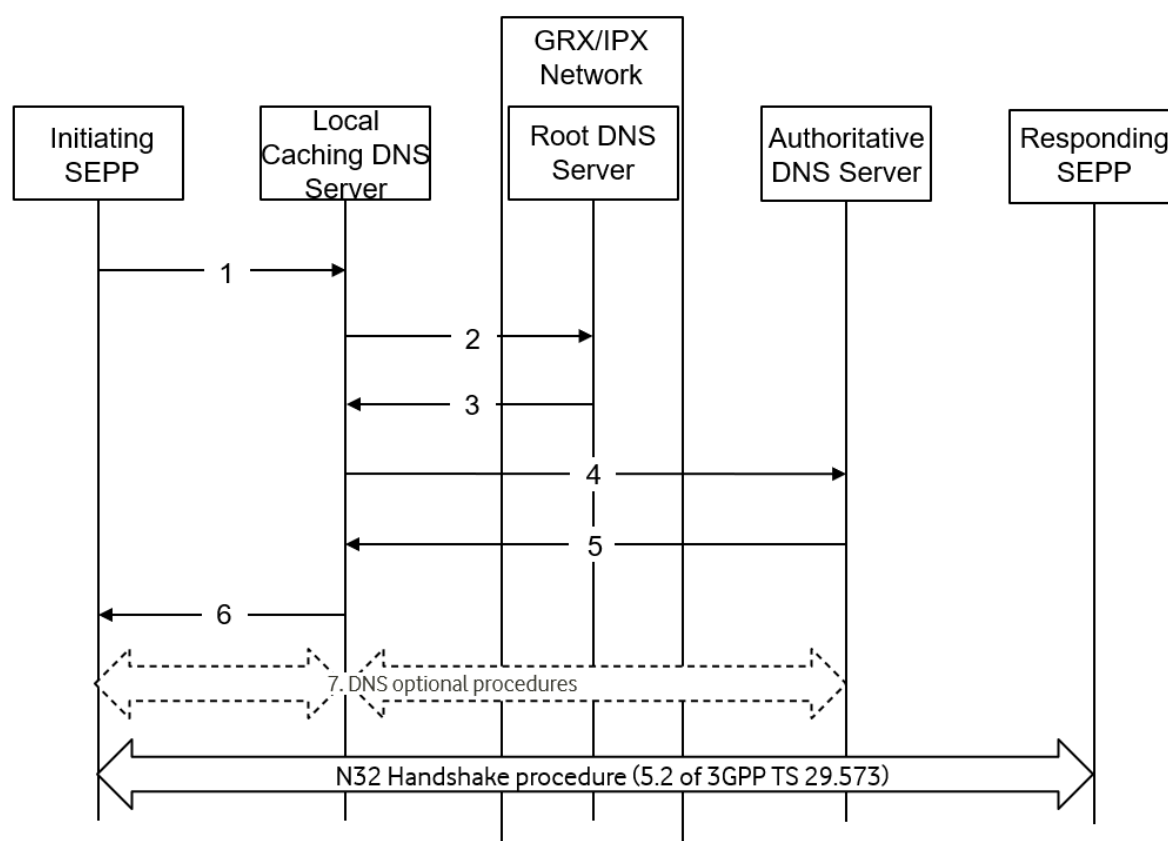 GRX/IPX
Network
Initiating
SEPP
Local
Caching DNS
Server
Root DNS
Server
Authoritative
DNS Server
Responding
SEPP
1
2
3
4
5
6
7. DNS optional procedures
N32 Handshake procedure (5.2 of 3GPP TS 29.573)